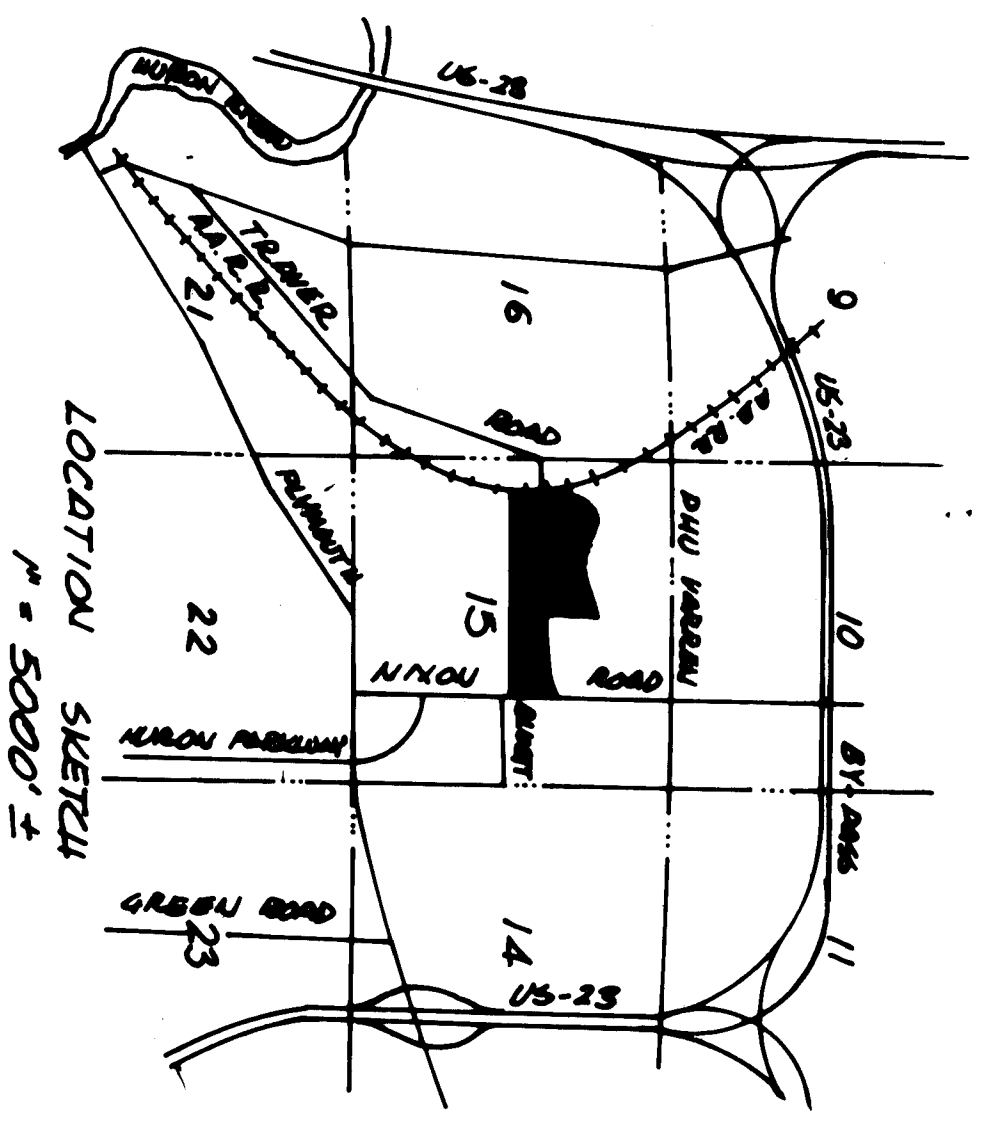 US-23
HURON RIVER
TRAVER
A.A. R.R.
21
16
9
US-23
A.A. R.R.
ROAD
PLYMOUTH
DHU VARREN
15
10
22
NIXON ROAD
HURON PARKWAY
BY-PASS
GREEN ROAD
23
14
11
US-23
LOCATION SKETCH
1" = 5000' ±